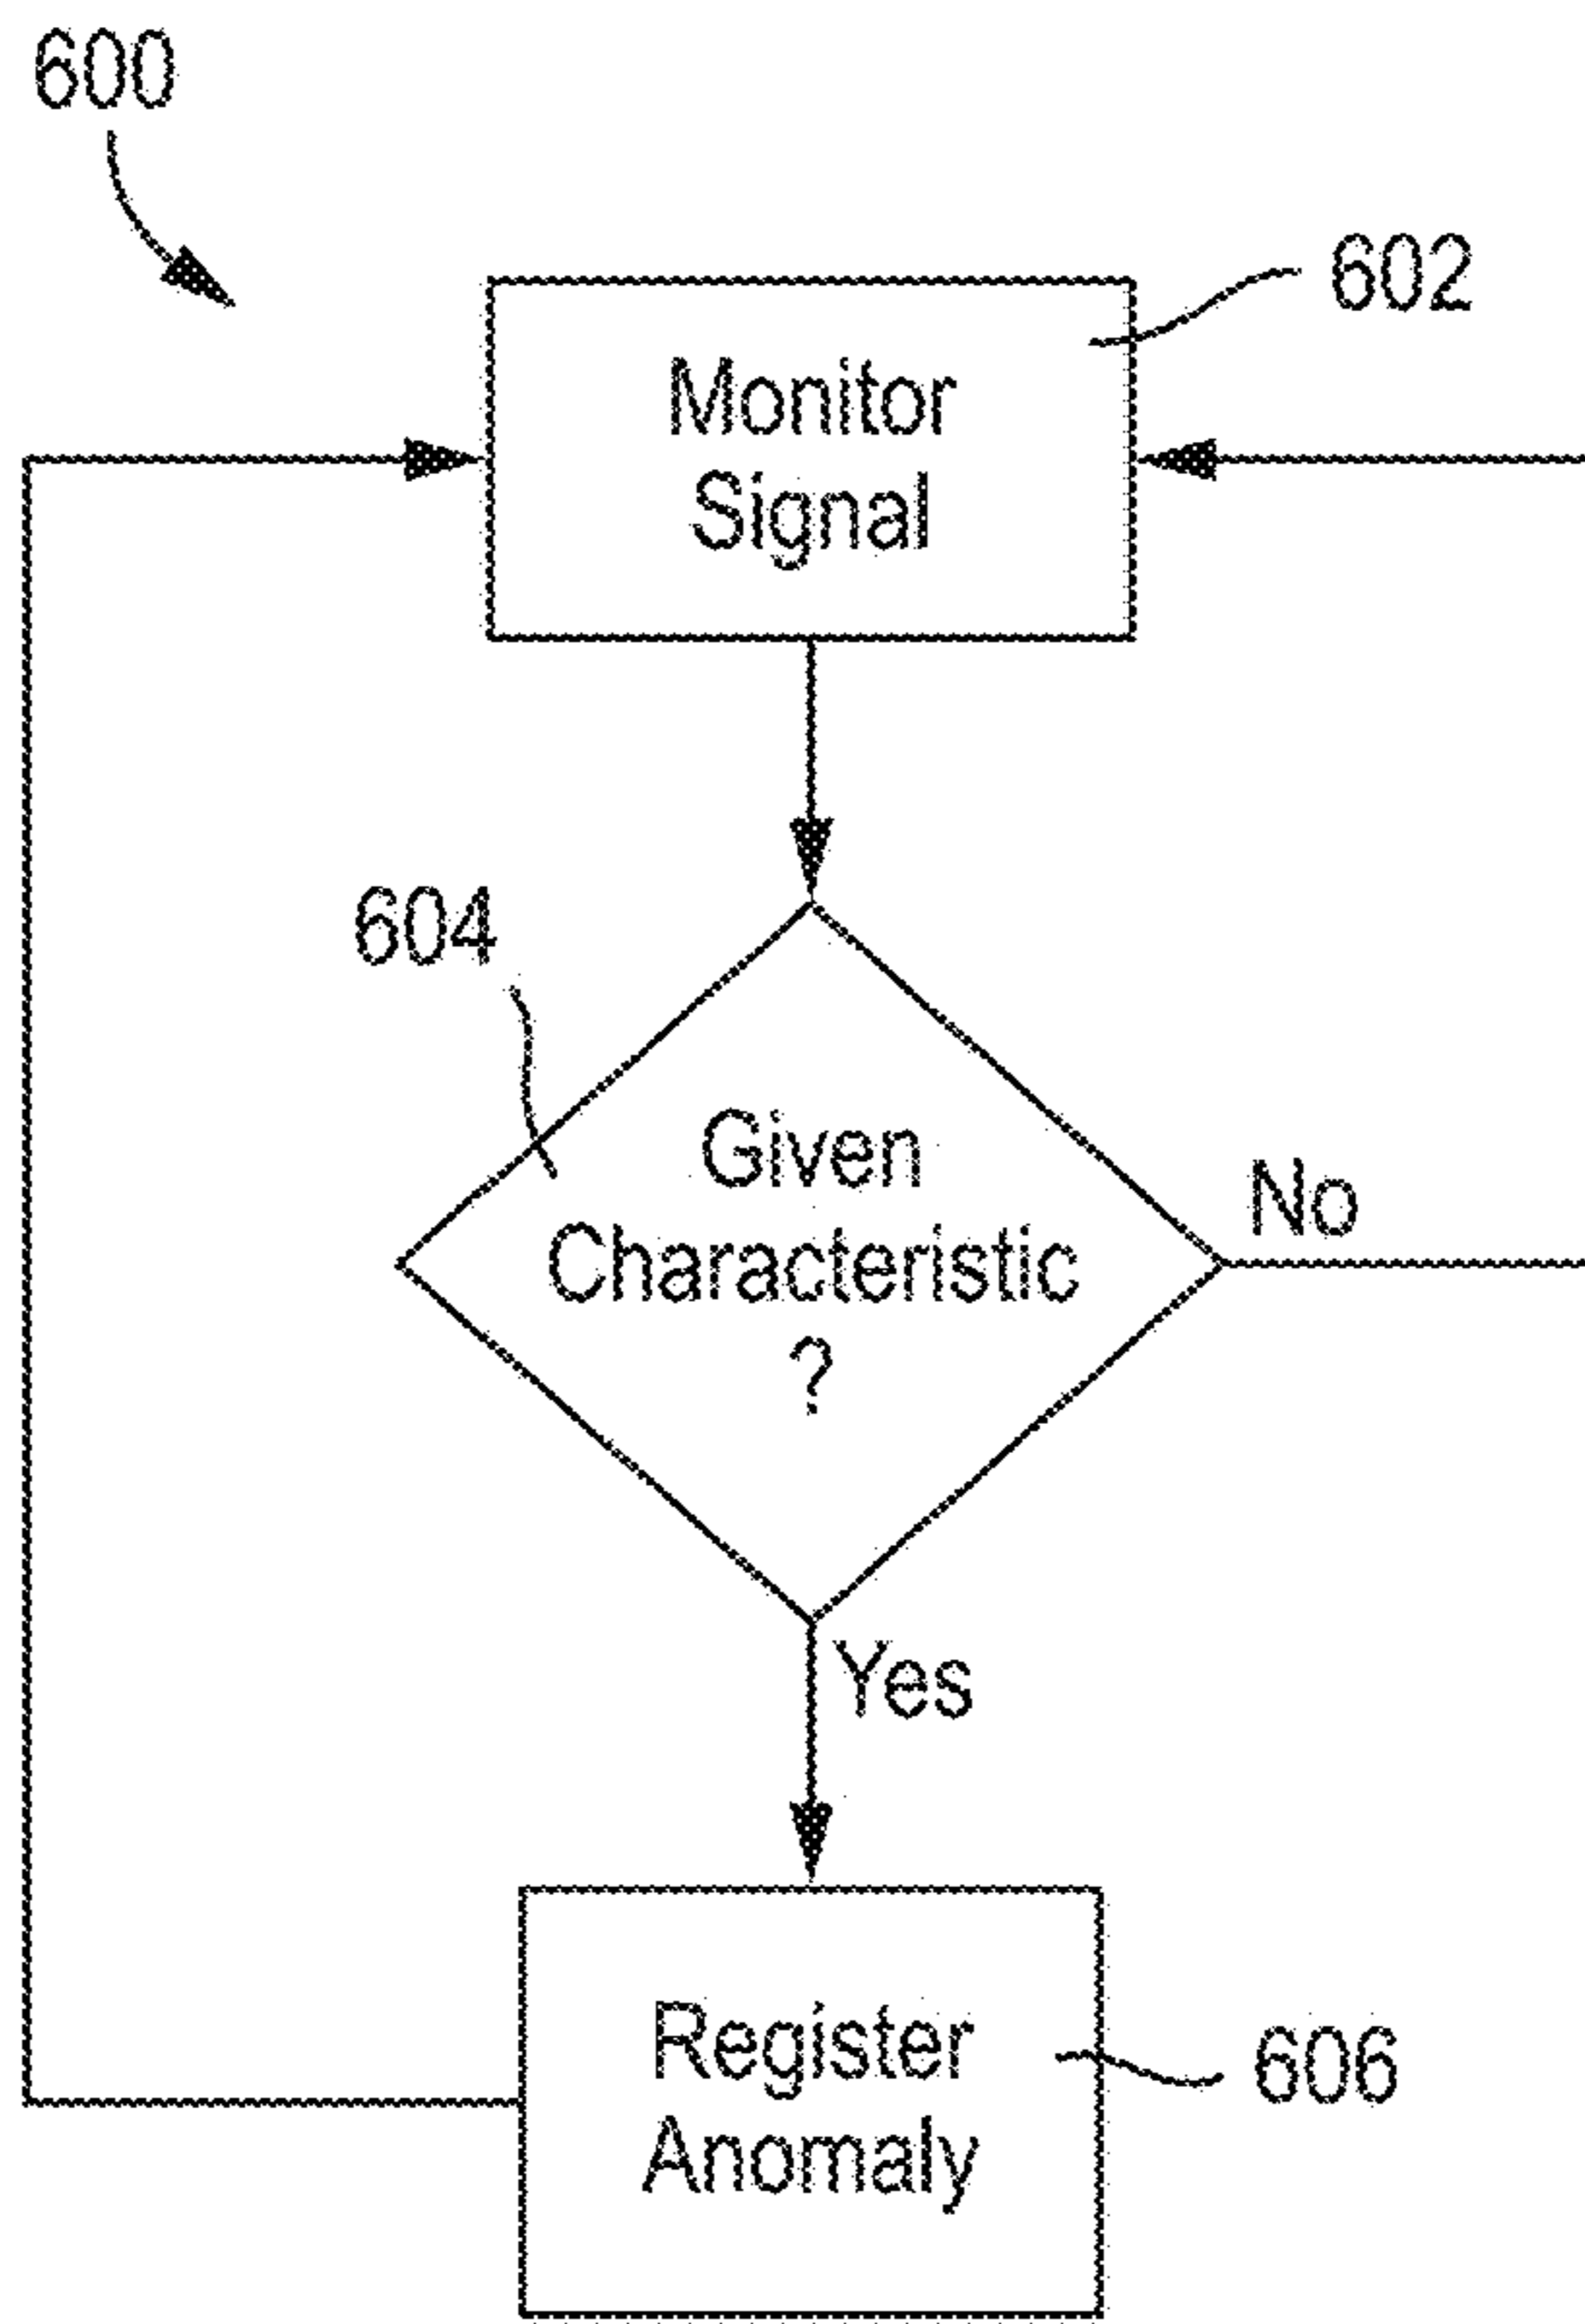 600
602
Monitor
Signal
604
Given
Characteristic
?
No
Yes
Register
Anomaly
606